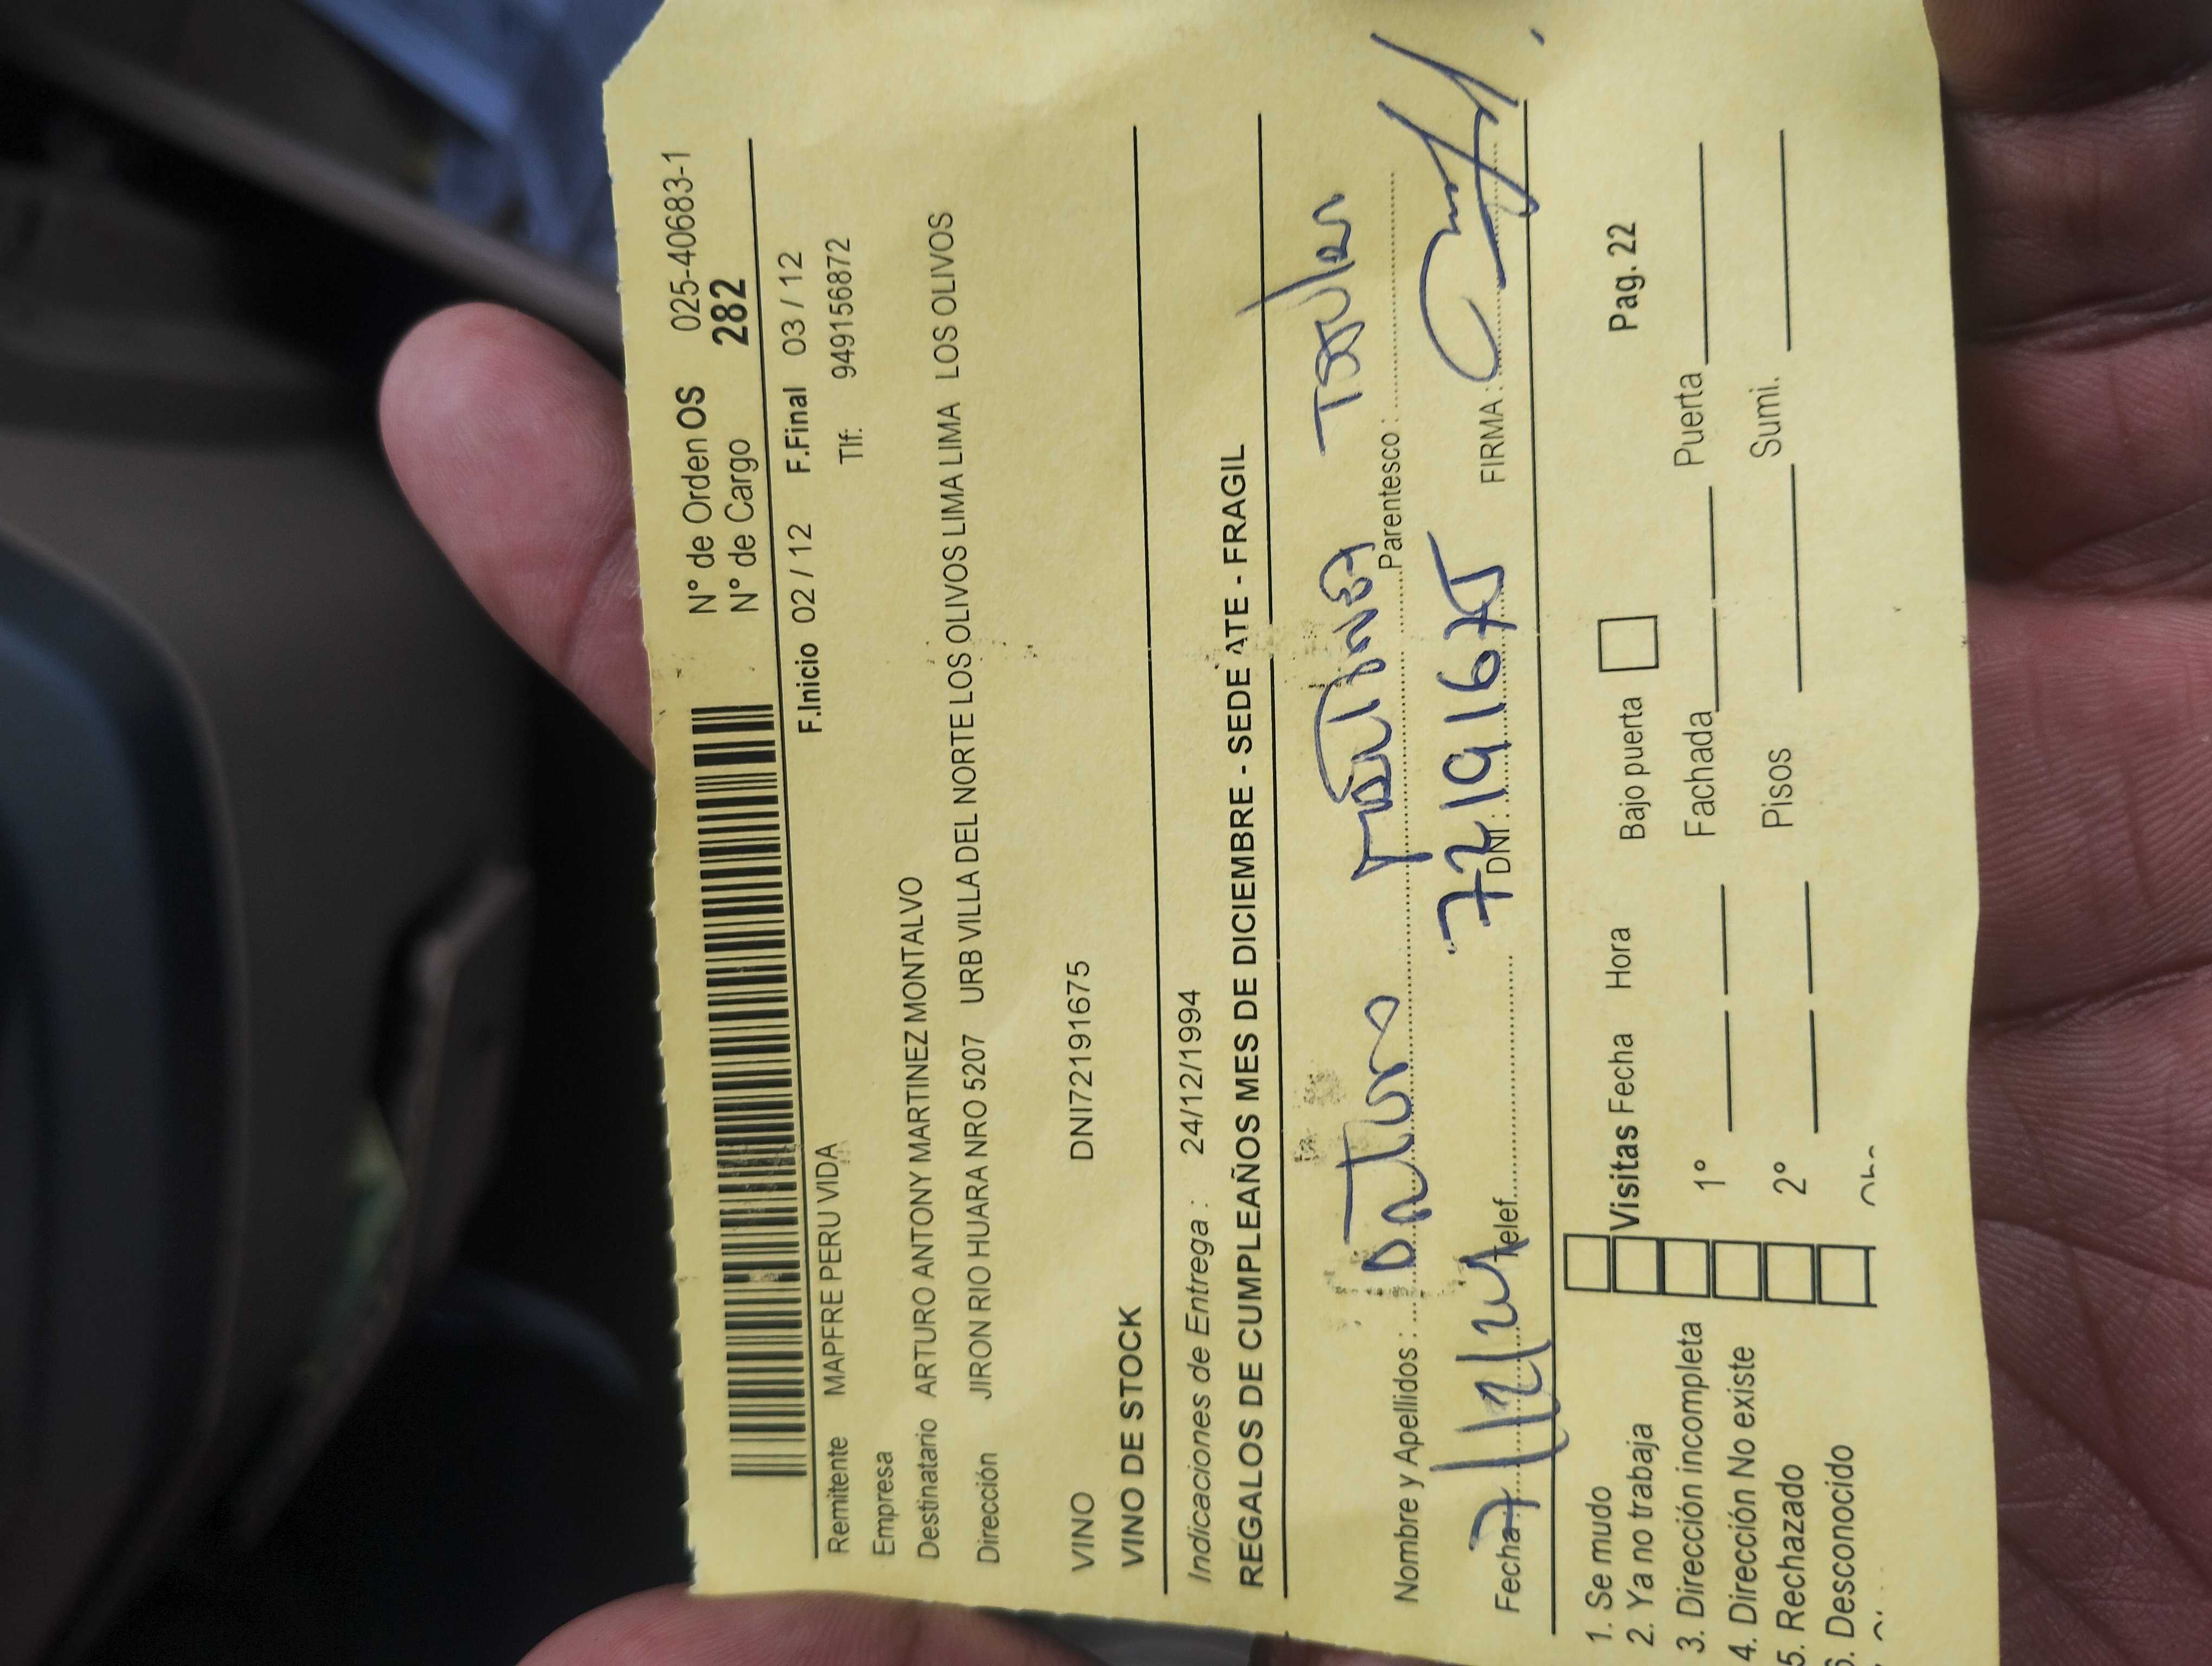 N° de Orden OS 025-40683-1
N° de Cargo 282
F.Inicio 02 / 12 F.Final 03 / 12
Remitente MAPFRE PERU VIDA Tlf: 949156872
Empresa
Destinatario ARTURO ANTONY MARTINEZ MONTALVO
Dirección JIRON RIO HUARA NRO 5207 URB VILLA DEL NORTE LOS OLIVOS LIMA LIMA LOS OLIVOS
VINO DNI72191675
VINO DE STOCK
Indicaciones de Entrega : 24/12/1994
REGALOS DE CUMPLEAÑOS MES DE DICIEMBRE - SEDE ATE - FRAGIL
Nombre y Apellidos : Arturo Martinez Titular
Parentesco :
Fecha 7/12/24 Telef. DNI : 72191675 FIRMA :
1. Se mudo
2. Ya no trabaja Visitas Fecha Hora Bajo puerta Pag. 22
3. Dirección incompleta 1° Fachada Puerta
4. Dirección No existe
5. Rechazado 2° Pisos Sumi.
6. Desconocido